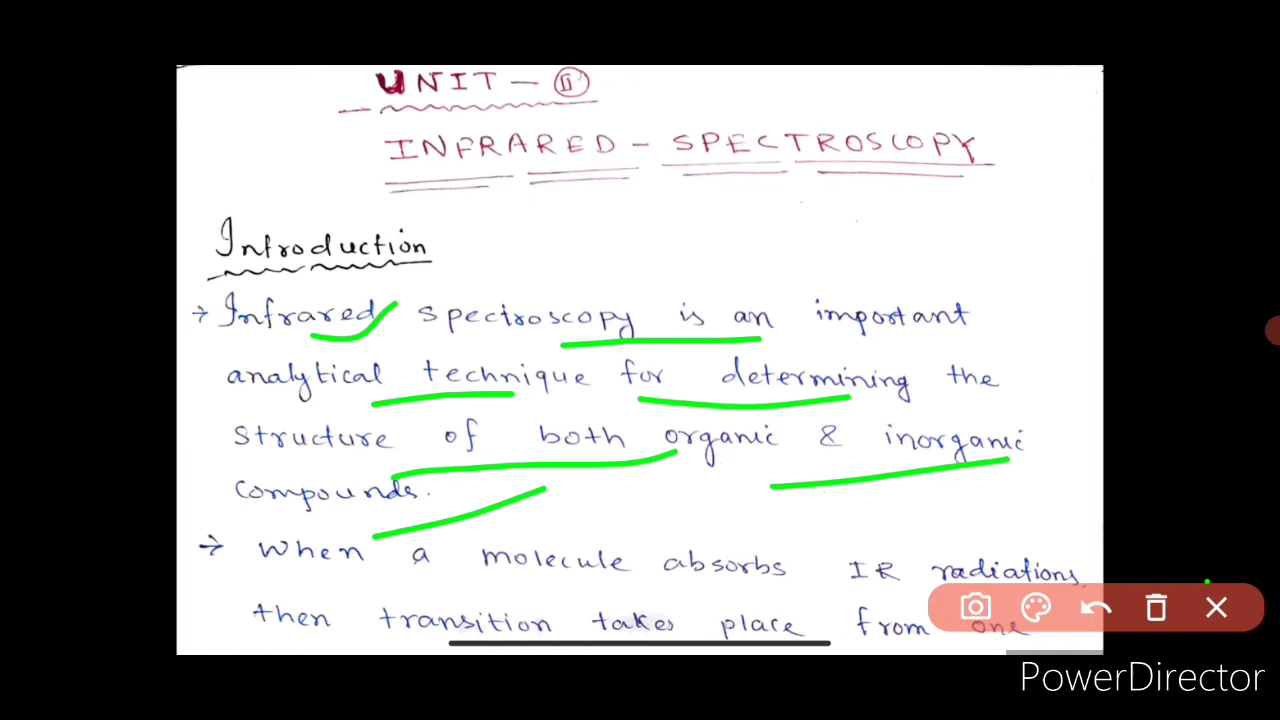 UNIT - II
INFRARED - SPECTROSCOPY
Introduction
→ Infrared spectroscopy is an important
analytical technique for determining the
structure of both organic & inorganic
compounds.
→ When a molecule absorbs IR radiations,
then transition takes place from one
PowerDirector